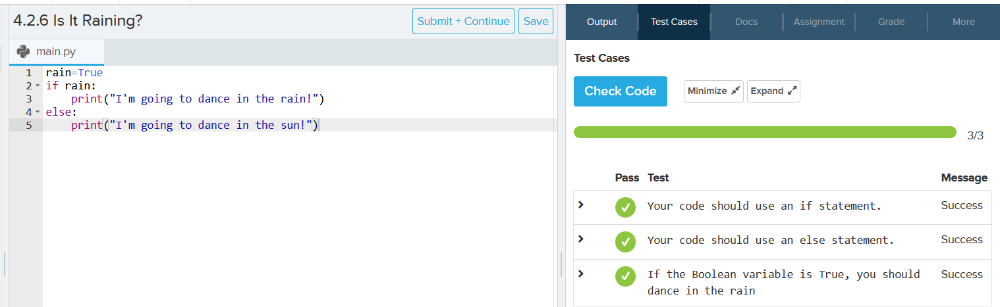 4.2.6 Is It Raining?
Submit + Continue
Save
main.py
1 rain=True
2 if rain:
3     print("I'm going to dance in the rain!")
4 else:
5     print("I'm going to dance in the sun!")
Output Test Cases Docs Assignment Grade More
Test Cases
Check Code Minimize Expand
3/3
Pass Test Message
Your code should use an if statement. Success
Your code should use an else statement. Success
If the Boolean variable is True, you should Success
dance in the rain